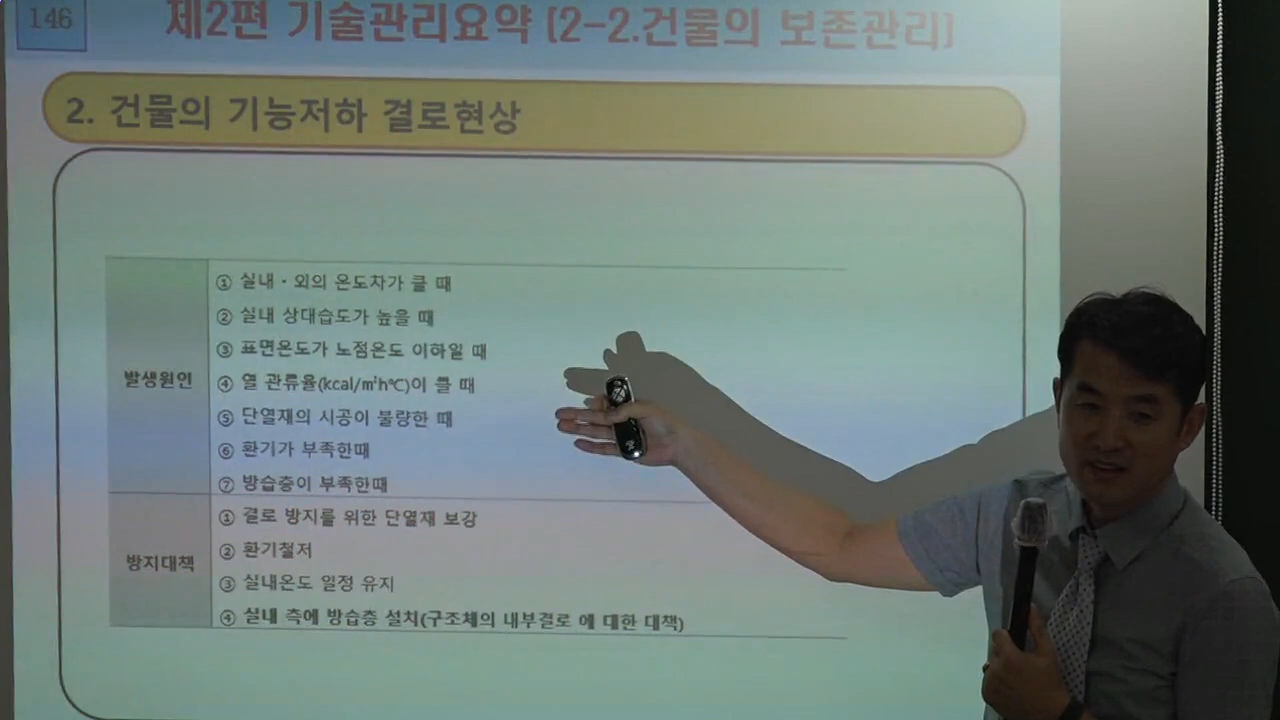 146
제2편 기술관리요약 (2-2.건물의 보존관리)
2. 건물의 기능저하 결로현상
발생원인
① 실내·외의 온도차가 클 때
② 실내 상대습도가 높을 때
③ 표면온도가 노점온도 이하일 때
④ 열 관류율(kcal/m²h℃)이 클 때
⑤ 단열재의 시공이 불량한 때
⑥ 환기가 부족한때
⑦ 방습층이 부족한때
방지대책
① 결로 방지를 위한 단열재 보강
② 환기철저
③ 실내온도 일정 유지
④ 실내 측에 방습층 설치(구조체의 내부결로 에 대한 대책)